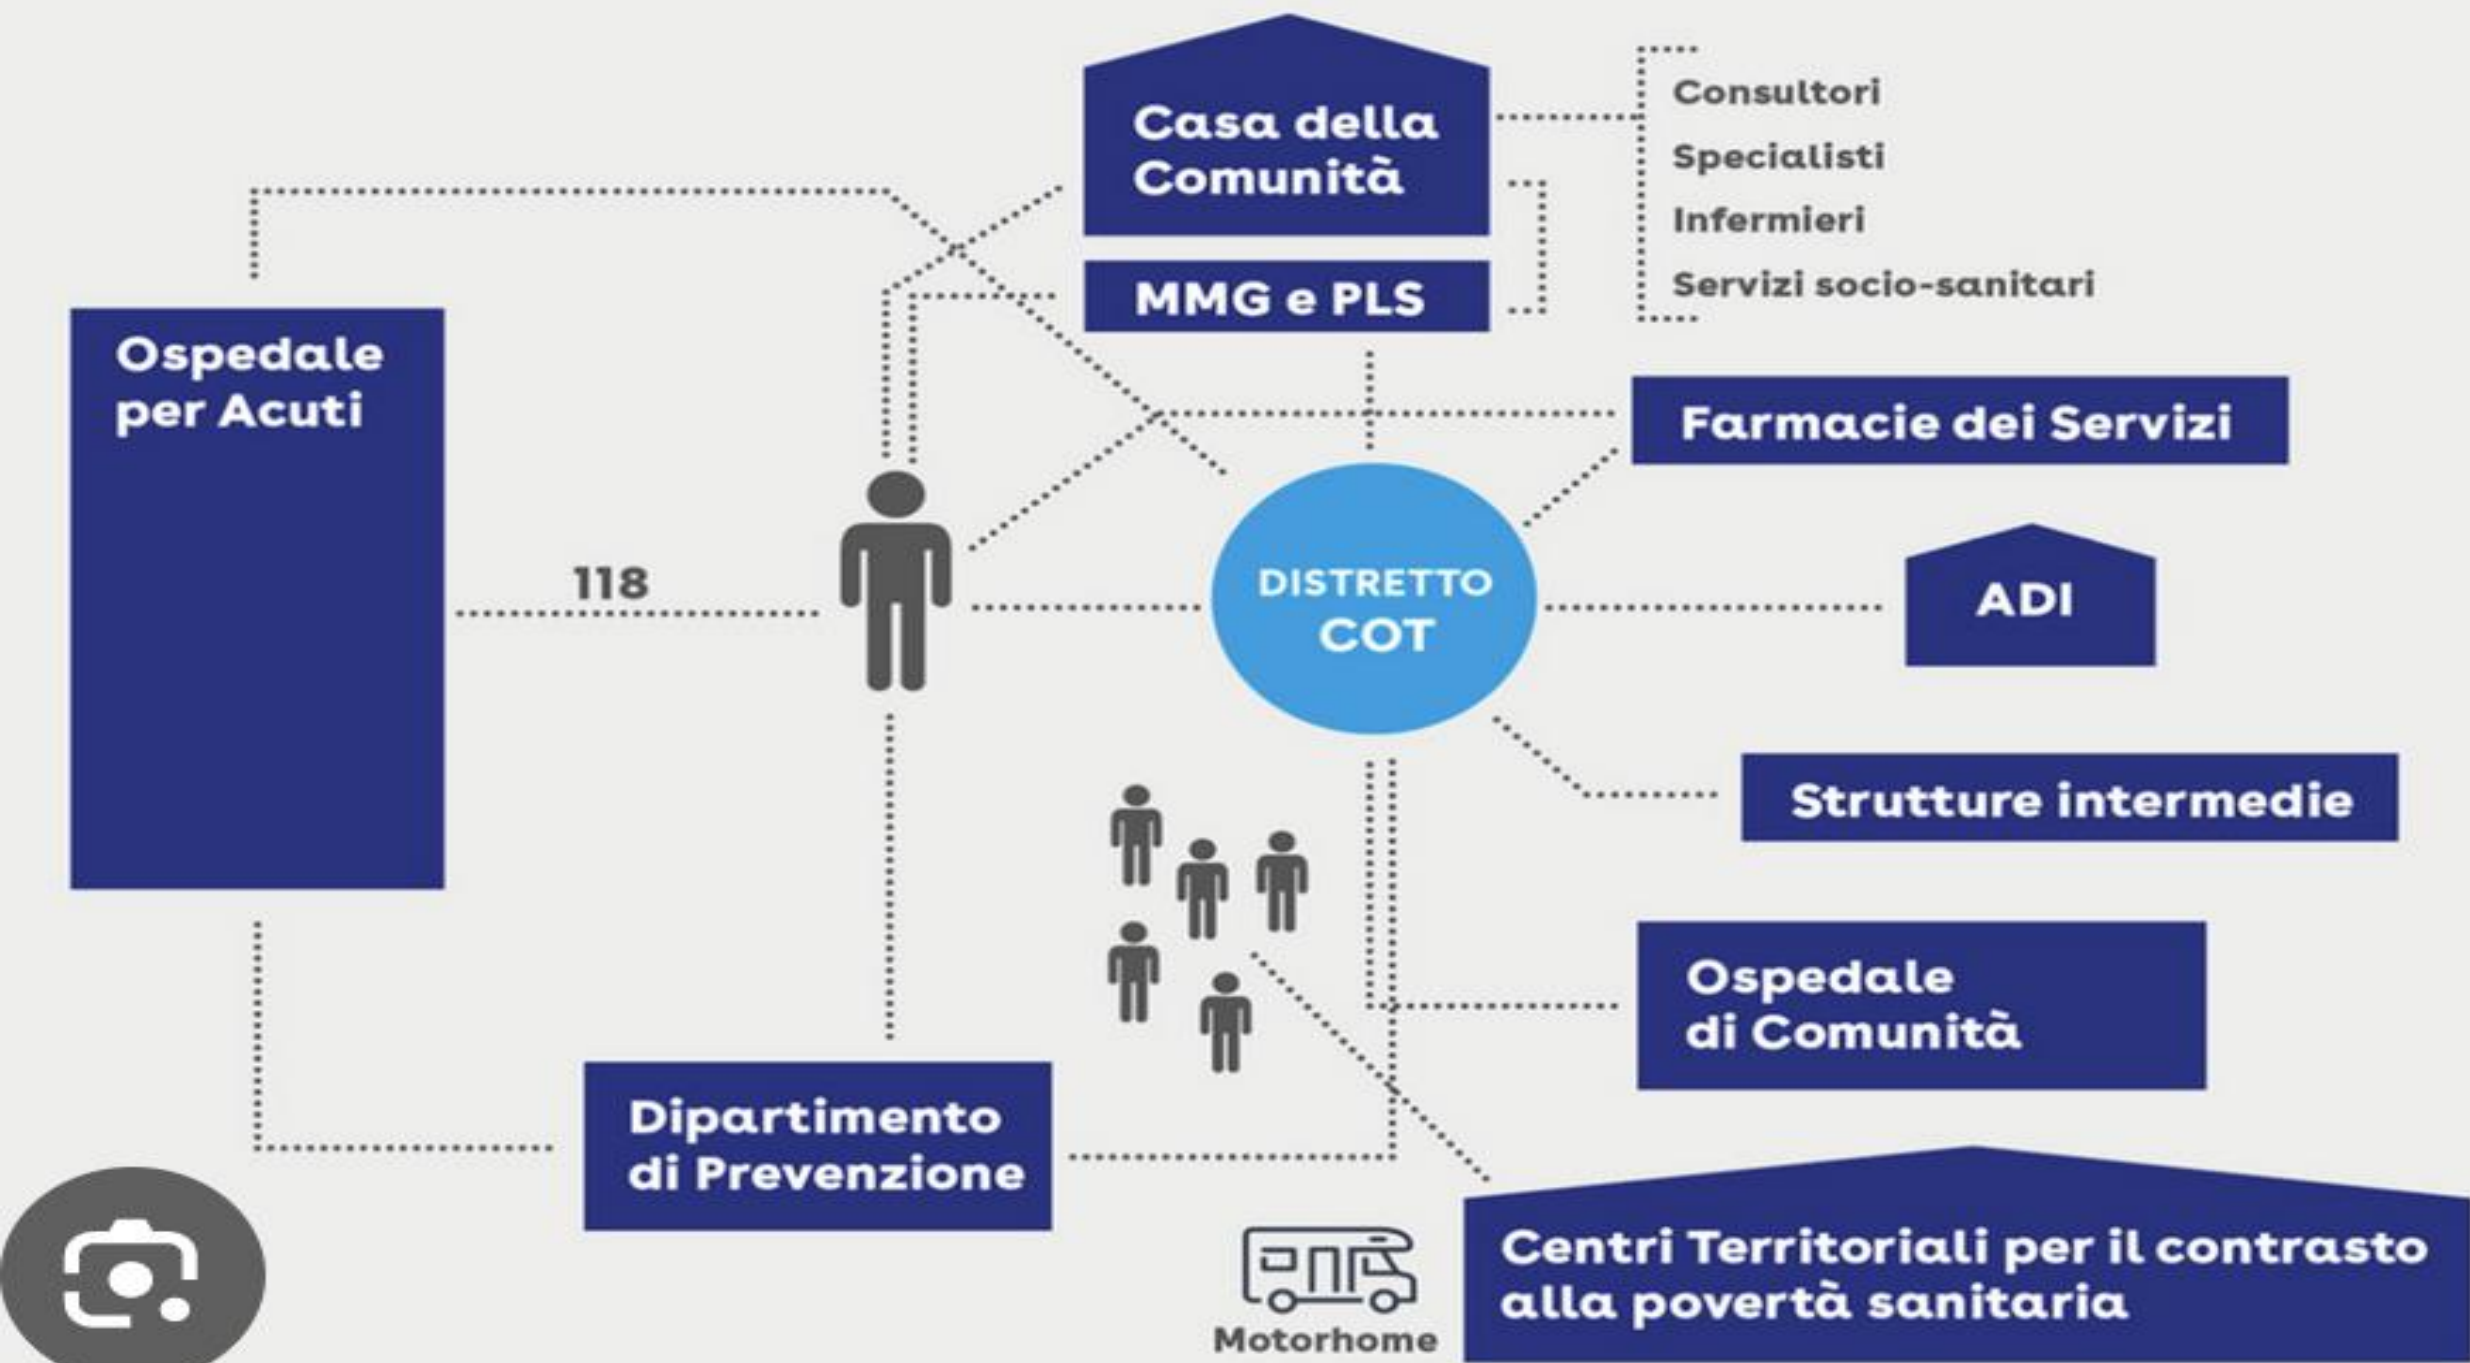 Casa della
Comunità
MMG e PLS
Consultori
Specialisti
Infermieri
Servizi socio-sanitari
Ospedale
per Acuti
Farmacie dei Servizi
118
DISTRETTO
COT
ADI
Strutture intermedie
Ospedale
di Comunità
Dipartimento
di Prevenzione
Centri Territoriali per il contrasto
alla povertà sanitaria
Motorhome